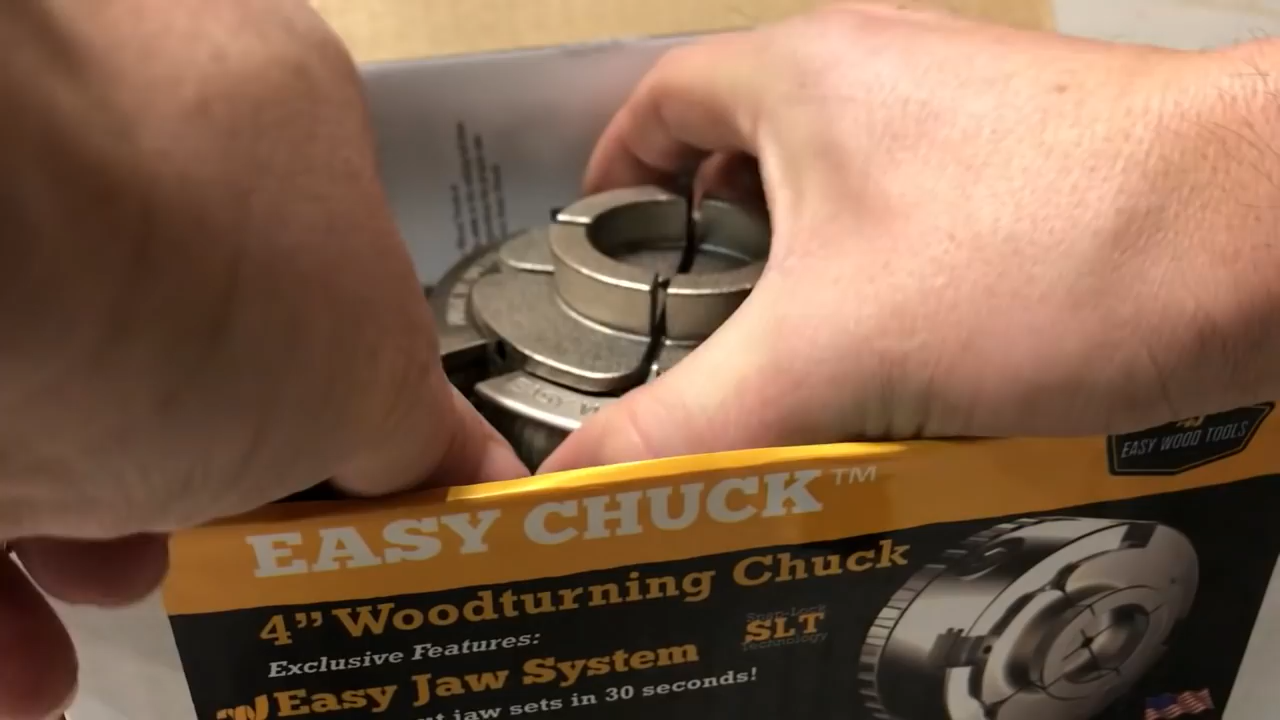 EASY WOOD TOOLS
EASY CHUCK™
4” Woodturning Chuck
Exclusive Features:
Snap-Lock
SLT
Technology
Easy Jaw System
jaw sets in 30 seconds!